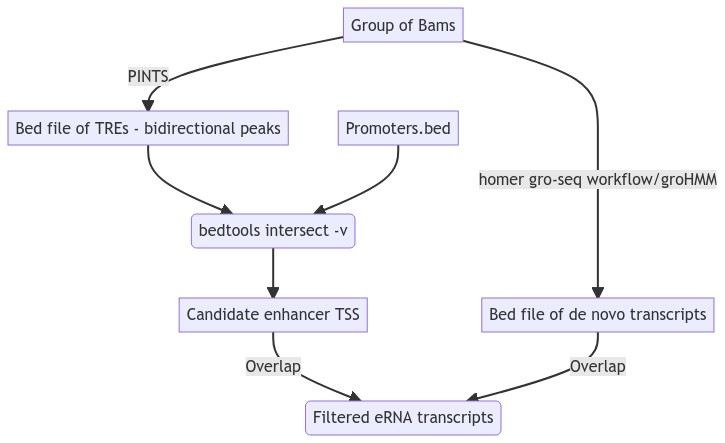 Group of Bams
PINTS
Bed file of TREs - bidirectional peaks
Promoters.bed
homer gro-seq workflow/groHMM
bedtools intersect -v
Candidate enhancer TSS
Bed file of de novo transcripts
Overlap
Overlap
Filtered eRNA transcripts